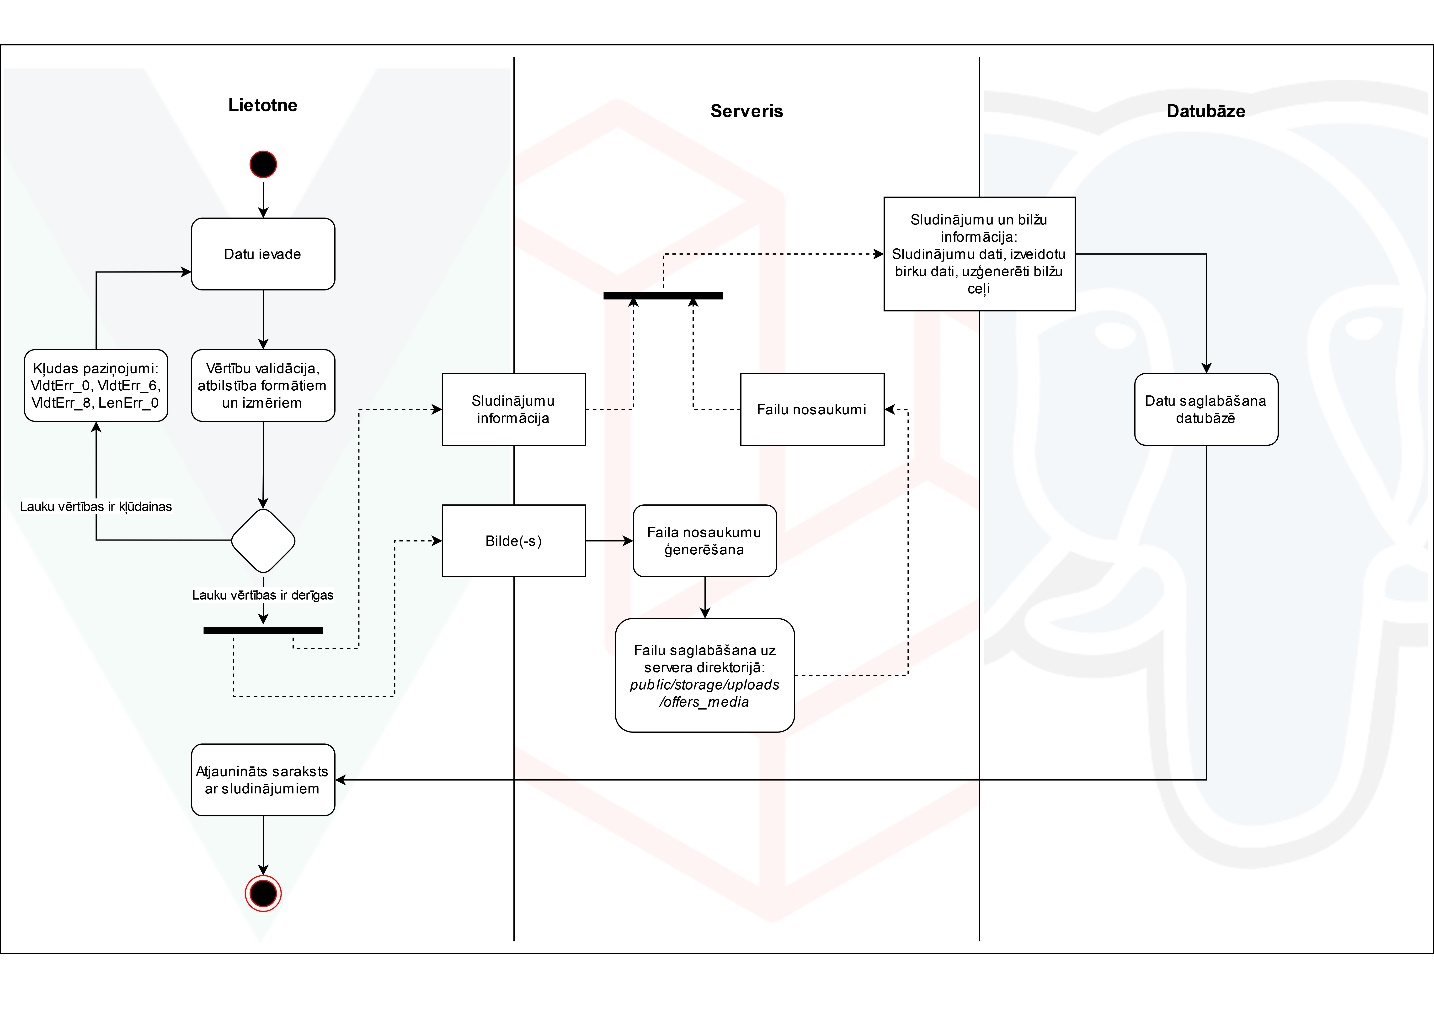 Lietotne
Serveris
Datubāze
Datu ievade
Sludinājumu un bilžu
informācija:
Sludinājumu dati, izveidotu
birku dati, uzģenerēti bilžu
ceļi
Kļudas paziņojumi:
VldtErr_0, VldtErr_6,
VldtErr_8, LenErr_0
Vērtību validācija,
atbilstība formātiem
un izmēriem
Sludinājumu
informācija
Failu nosaukumi
Datu saglabāšana
datubāzē
Lauku vērtības ir kļūdainas
Bilde(-s)
Faila nosaukumu
ģenerēšana
Lauku vērtības ir derīgas
Failu saglabāšana uz
servera direktorijā:
public/storage/uploads
/offers_media
Atjaunināts saraksts
ar sludinājumiem